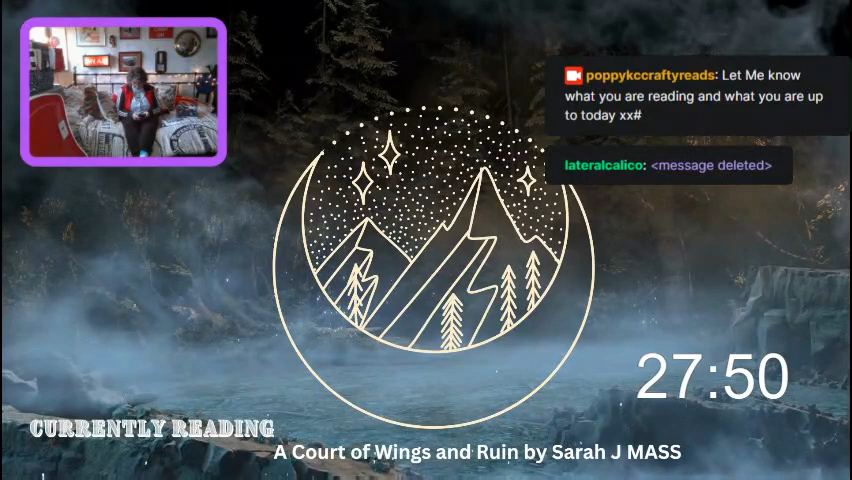 poppykccraftyreads: Let Me know
what you are reading and what you are up
to today xx#
lateralcalico: <message deleted>
27:50
CURRENTLY READING
A Court of Wings and Ruin by Sarah J MASS